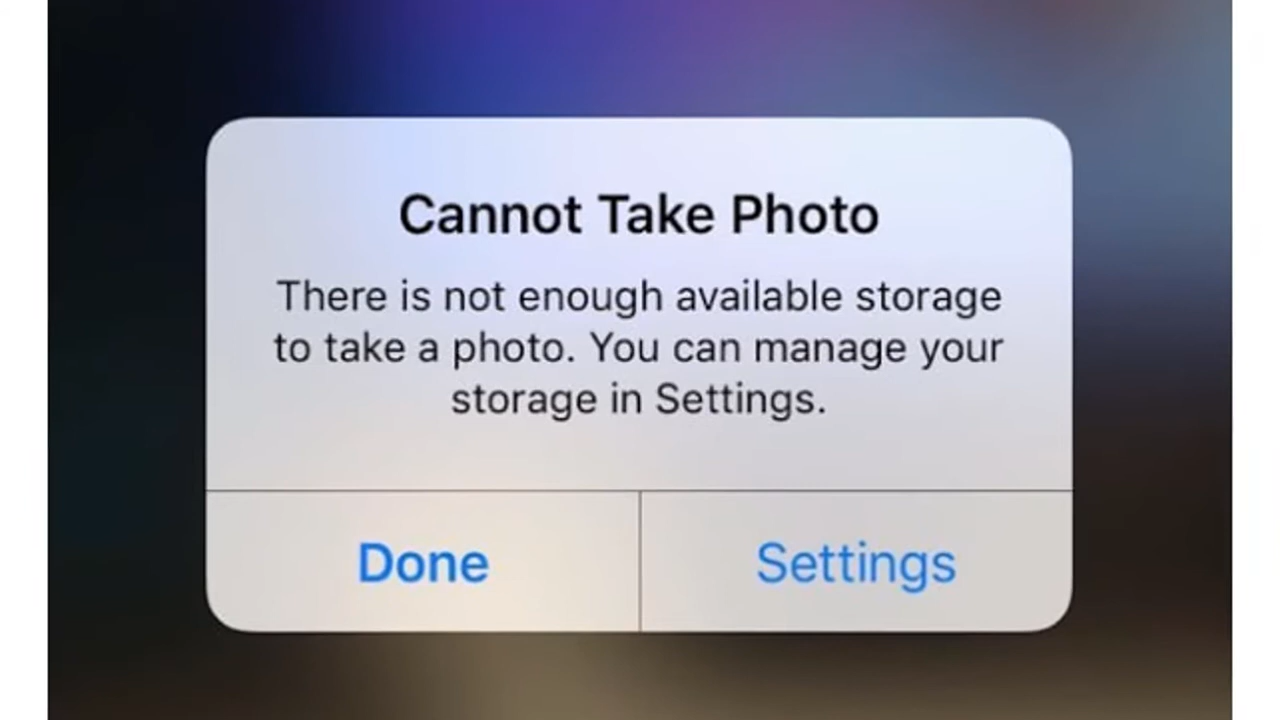 Cannot Take Photo
There is not enough available storage
to take a photo. You can manage your
storage in Settings.
Done
Settings